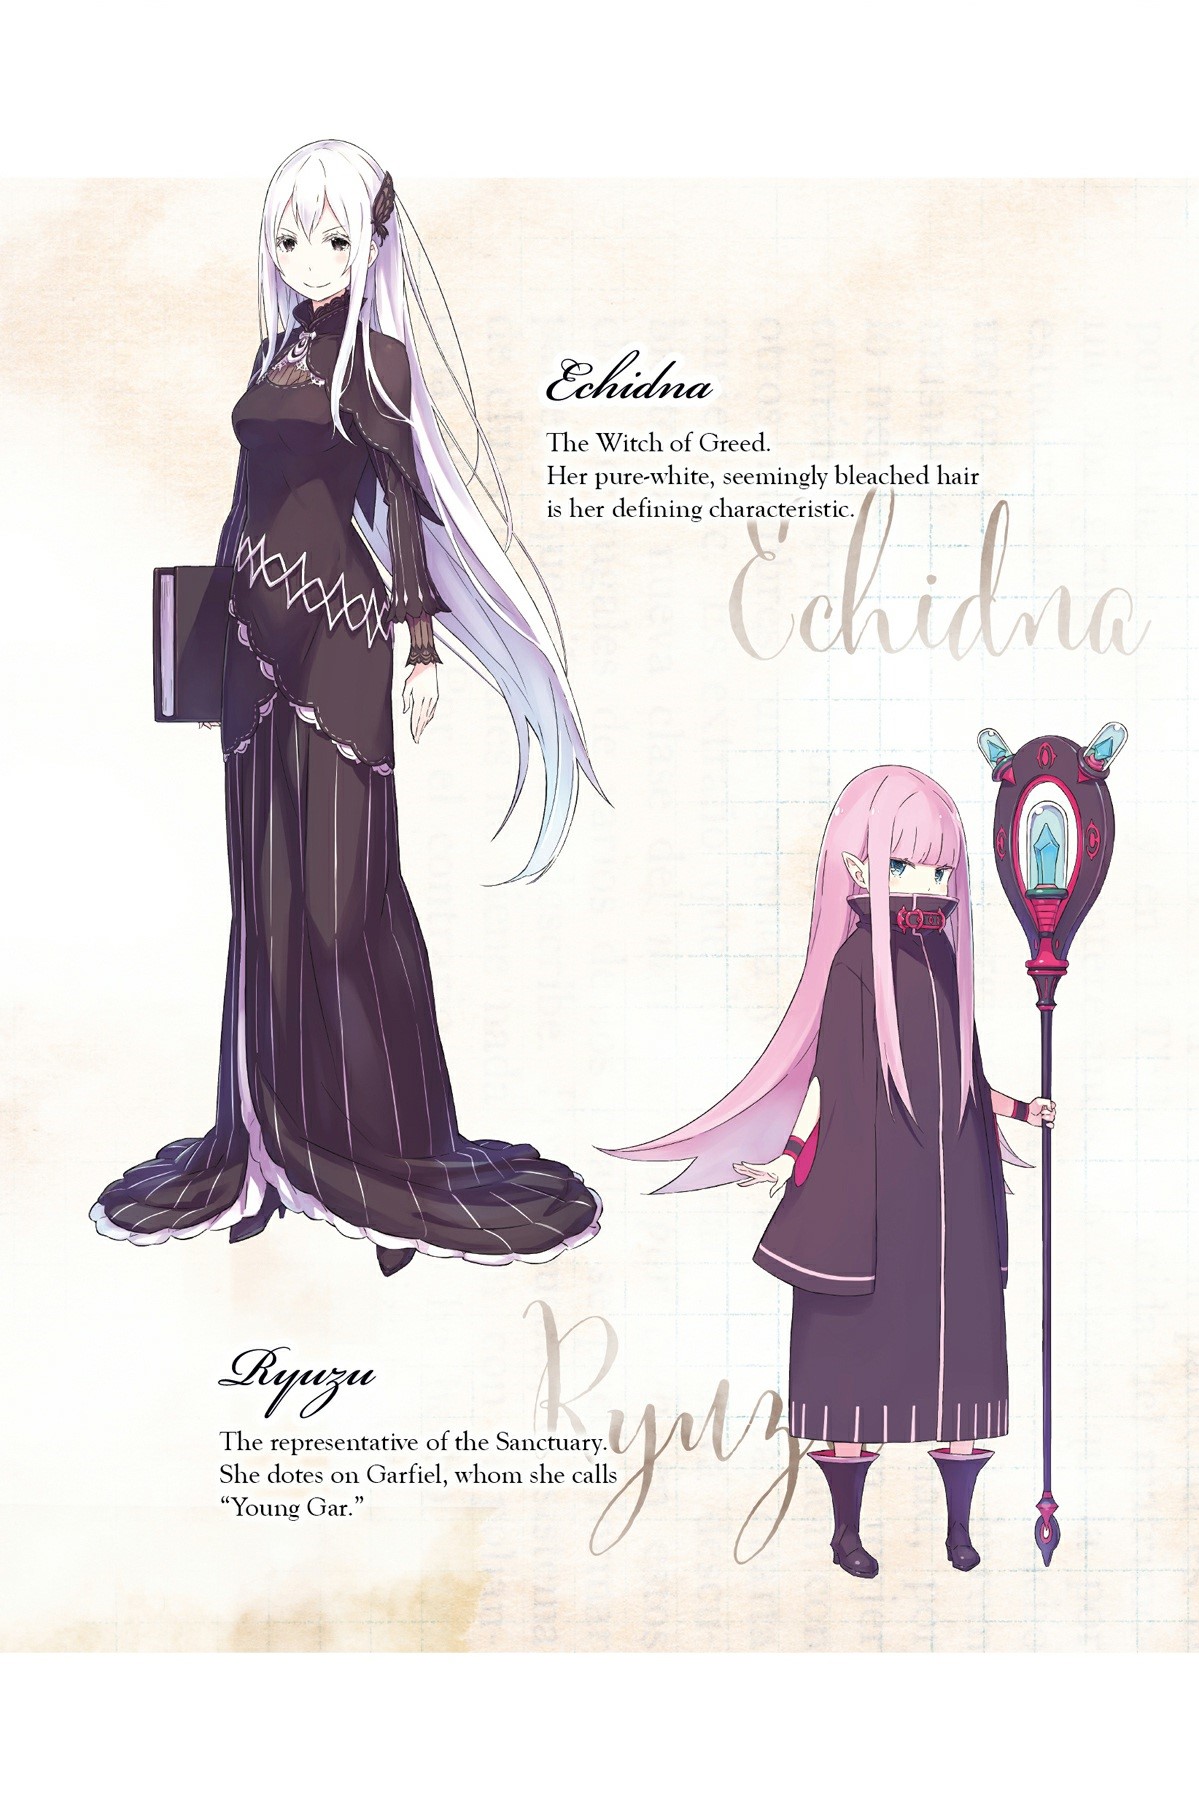 Echidna
The Witch of Greed.
Her pure-white, seemingly bleached hair
is her defining characteristic.
Echidna
Ryuzu
Ryuzu
The representative of the Sanctuary.
She dotes on Garfiel, whom she calls
“Young Gar.”